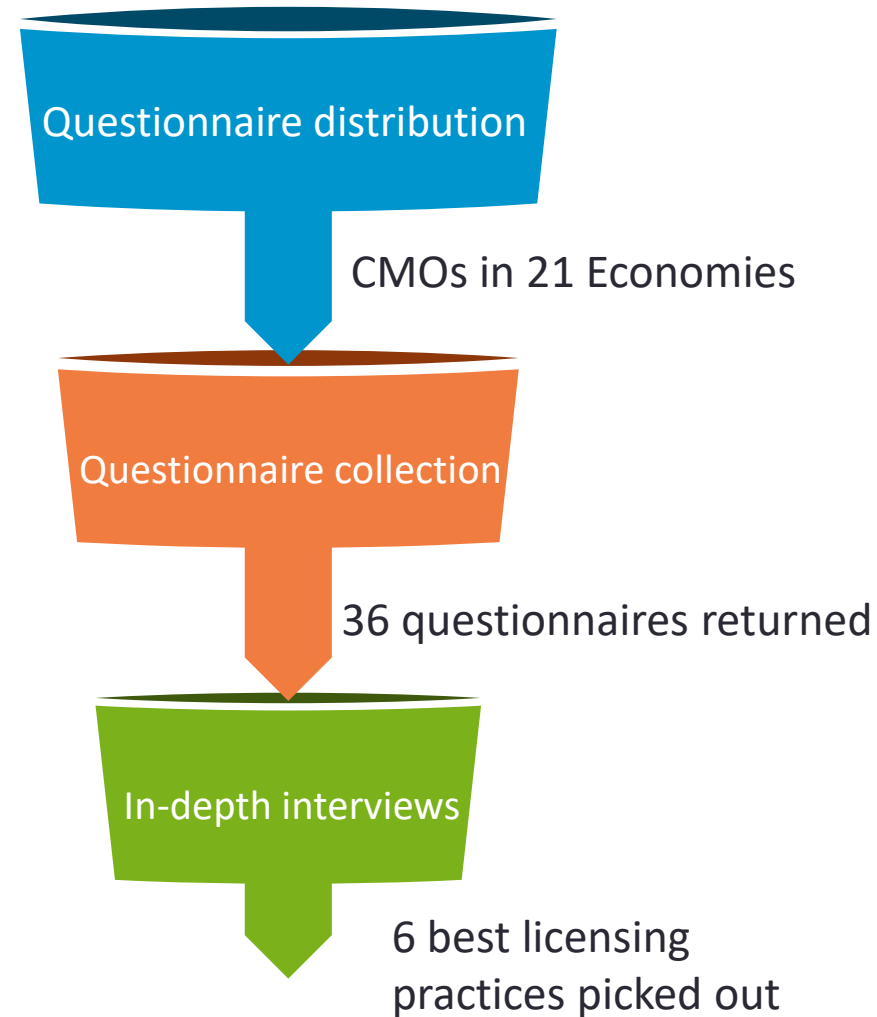 Questionnaire distribution
CMOs in 21 Economies
Questionnaire collection
36 questionnaires returned
In-depth interviews
6 best licensing
practices picked out